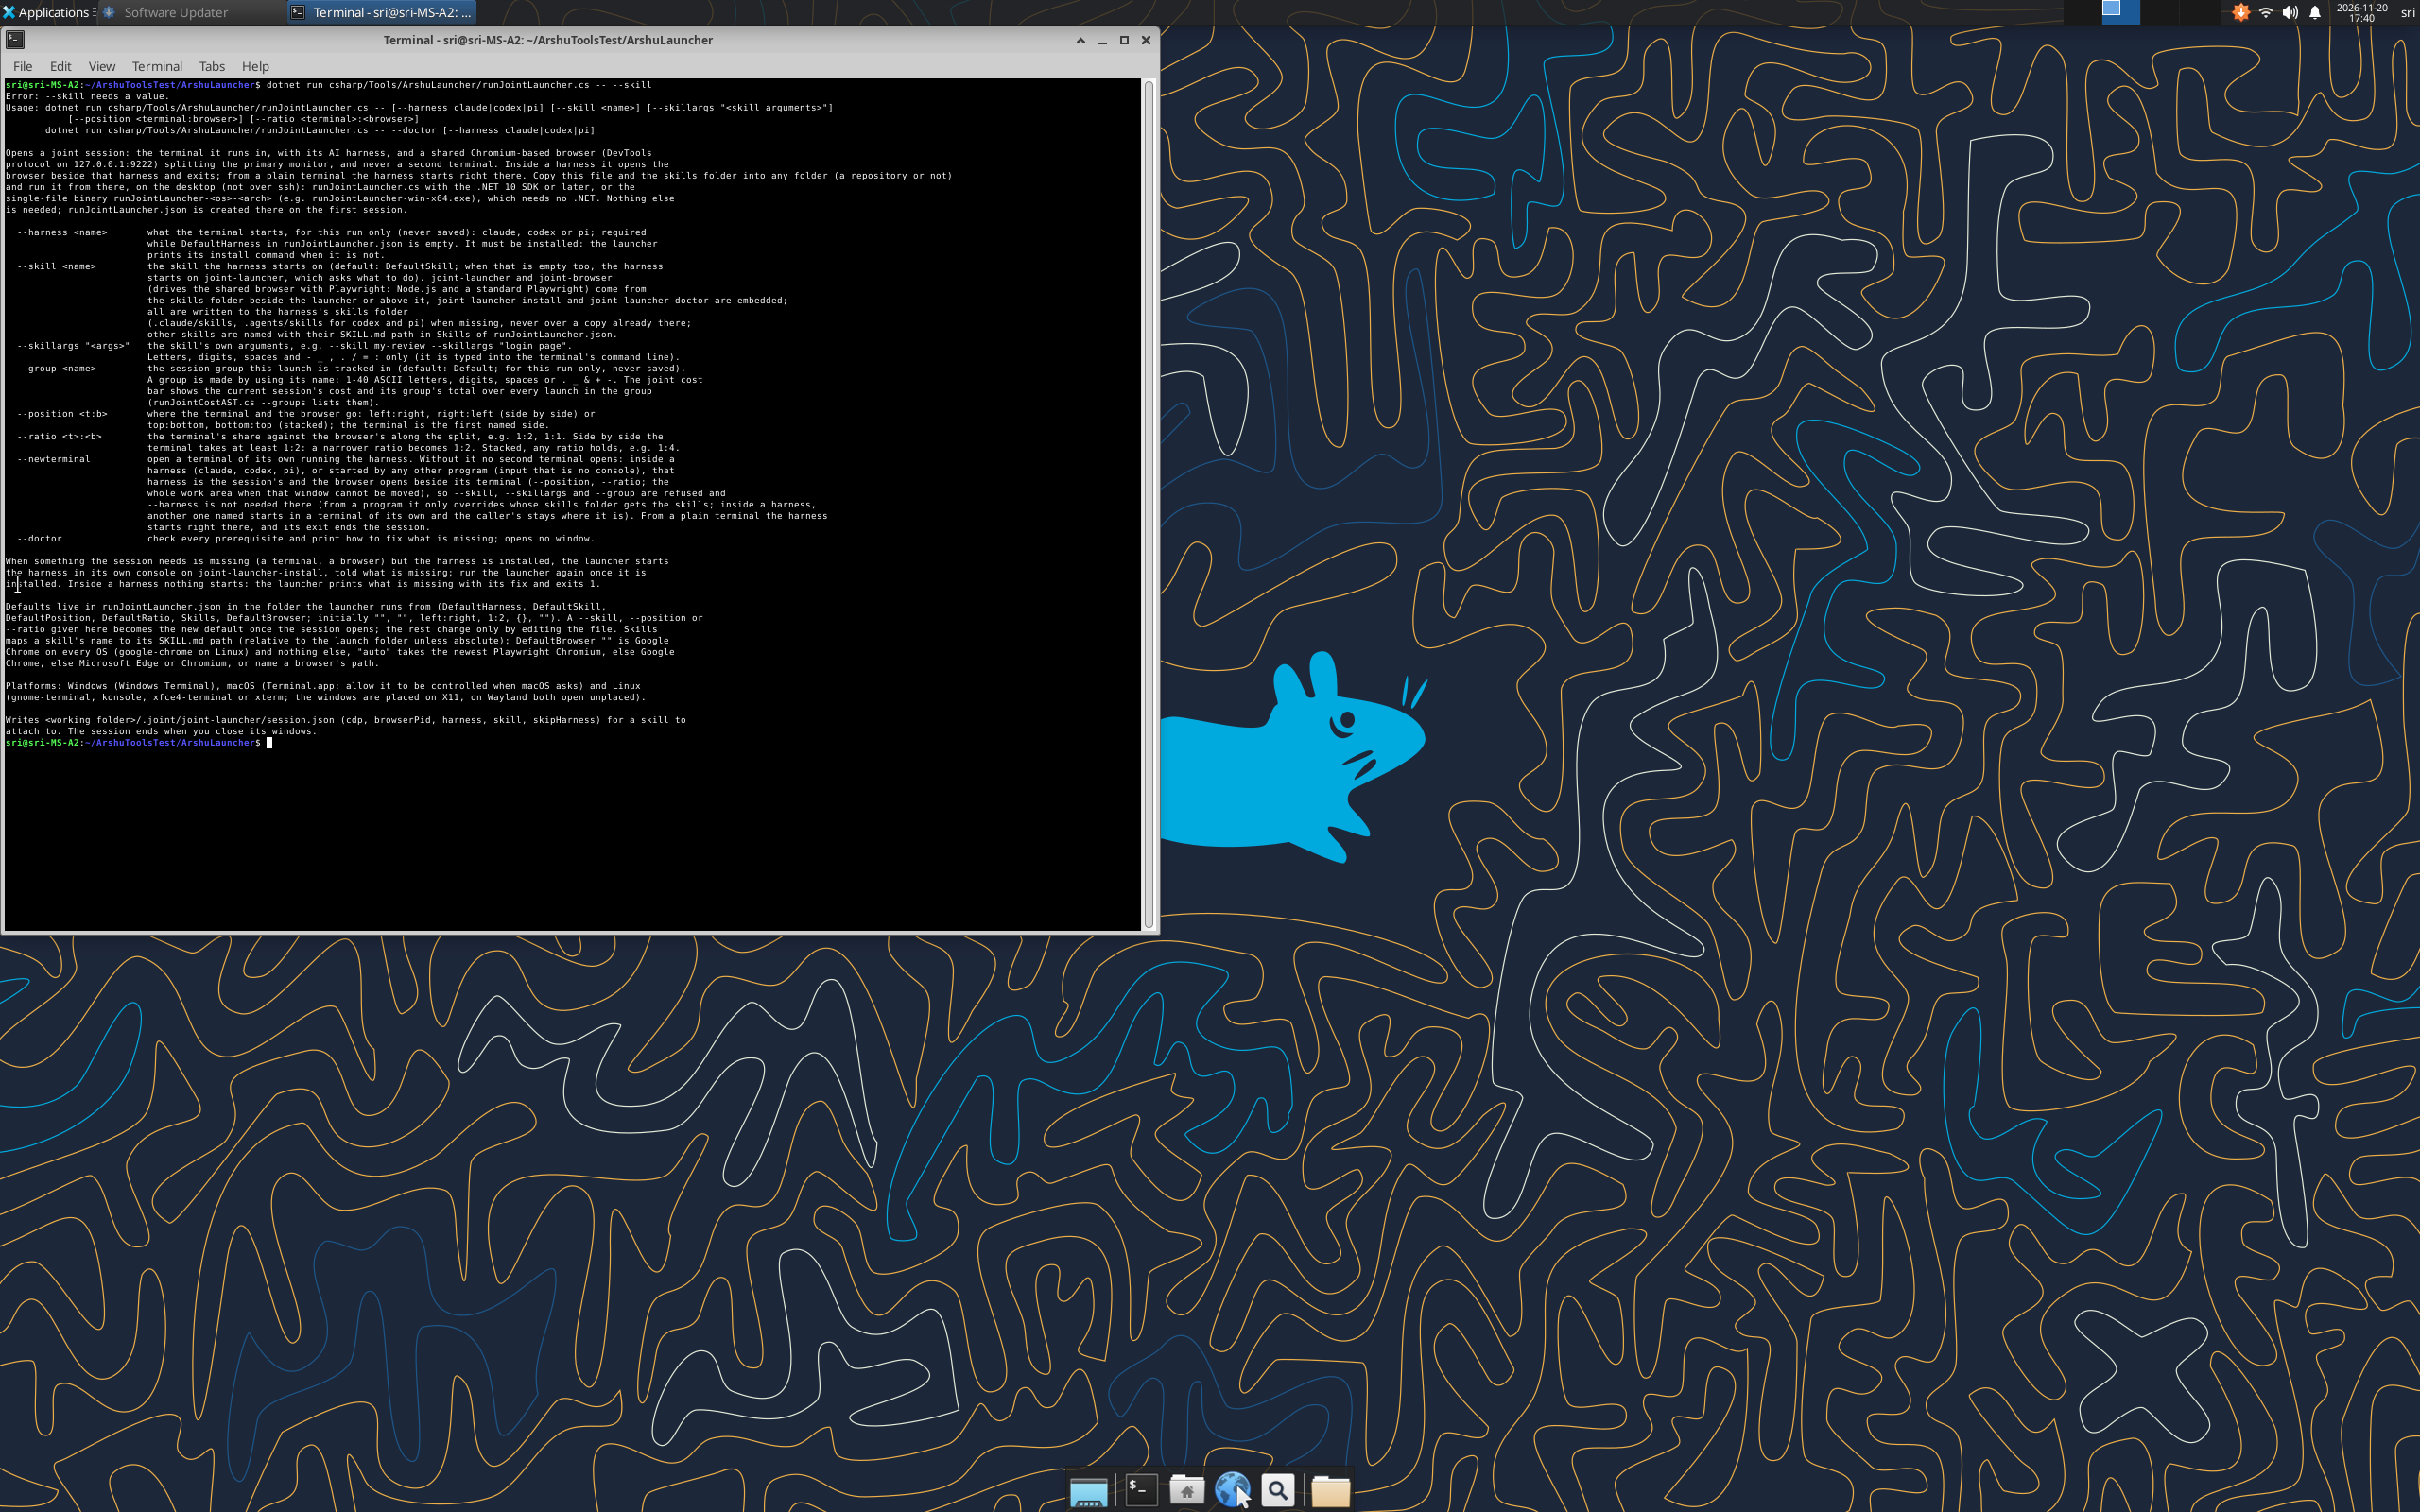 Applications
Software Updater
Terminal - sri@sri-MS-A2: ...
2026-11-20
17:40
sri
Terminal - sri@sri-MS-A2: ~/ArshuToolsTest/ArshuLauncher
File Edit View Terminal Tabs Help
sri@sri-MS-A2:~/ArshuToolsTest/ArshuLauncher$ dotnet run csharp/Tools/ArshuLauncher/runJointLauncher.cs -- --skill
Error: --skill needs a value.
Usage: dotnet run csharp/Tools/ArshuLauncher/runJointLauncher.cs -- [--harness claude|codex|pi] [--skill <name>] [--skillargs "<skill arguments>"]
[--position <terminal:browser>] [--ratio <terminal>:<browser>]
dotnet run csharp/Tools/ArshuLauncher/runJointLauncher.cs -- --doctor [--harness claude|codex|pi]
Opens a joint session: the terminal it runs in, with its AI harness, and a shared Chromium-based browser (DevTools
protocol on 127.0.0.1:9222) splitting the primary monitor, and never a second terminal. Inside a harness it opens the
browser beside that harness and exits; from a plain terminal the harness starts right there. Copy this file and the skills folder into any folder (a repository or not)
and run it from there, on the desktop (not over ssh): runJointLauncher.cs with the .NET 10 SDK or later, or the
single-file binary runJointLauncher-<os>-<arch> (e.g. runJointLauncher-win-x64.exe), which needs no .NET. Nothing else
is needed; runJointLauncher.json is created there on the first session.
--harness <name> what the terminal starts, for this run only (never saved): claude, codex or pi; required
while DefaultHarness in runJointLauncher.json is empty. It must be installed: the launcher
prints its install command when it is not.
--skill <name> the skill the harness starts on (default: DefaultSkill; when that is empty too, the harness
starts on joint-launcher, which asks what to do). joint-launcher and joint-browser
(drives the shared browser with Playwright: Node.js and a standard Playwright) come from
the skills folder beside the launcher or above it, joint-launcher-install and joint-launcher-doctor are embedded;
all are written to the harness's skills folder
(.claude/skills, .agents/skills for codex and pi) when missing, never over a copy already there;
other skills are named with their SKILL.md path in Skills of runJointLauncher.json.
--skillargs "<args>" the skill's own arguments, e.g. --skill my-review --skillargs "login page".
Letters, digits, spaces and - _ , . / = : only (it is typed into the terminal's command line).
--group <name> the session group this launch is tracked in (default: Default; for this run only, never saved).
A group is made by using its name: 1-40 ASCII letters, digits, spaces or . _ & + -. The joint cost
bar shows the current session's cost and its group's total over every launch in the group
(runJointCostAST.cs --groups lists them).
--position <t:b> where the terminal and the browser go: left:right, right:left (side by side) or
top:bottom, bottom:top (stacked); the terminal is the first named side.
--ratio <t>:<b> the terminal's share against the browser's along the split, e.g. 1:2, 1:1. Side by side the
terminal takes at least 1:2: a narrower ratio becomes 1:2. Stacked, any ratio holds, e.g. 1:4.
--newterminal open a terminal of its own running the harness. Without it no second terminal opens: inside a
harness (claude, codex, pi), or started by any other program (input that is no console), that
harness is the session's and the browser opens beside its terminal (--position, --ratio; the
whole work area when that window cannot be moved), so --skill, --skillargs and --group are refused and
--harness is not needed there (from a program it only overrides whose skills folder gets the skills; inside a harness,
another one named starts in a terminal of its own and the caller's stays where it is). From a plain terminal the harness
starts right there, and its exit ends the session.
--doctor check every prerequisite and print how to fix what is missing; opens no window.
When something the session needs is missing (a terminal, a browser) but the harness is installed, the launcher starts
the harness in its own console on joint-launcher-install, told what is missing; run the launcher again once it is
installed. Inside a harness nothing starts: the launcher prints what is missing with its fix and exits 1.
Defaults live in runJointLauncher.json in the folder the launcher runs from (DefaultHarness, DefaultSkill,
DefaultPosition, DefaultRatio, Skills, DefaultBrowser; initially "", "", left:right, 1:2, {}, ""). A --skill, --position or
--ratio given here becomes the new default once the session opens; the rest change only by editing the file. Skills
maps a skill's name to its SKILL.md path (relative to the launch folder unless absolute); DefaultBrowser "" is Google
Chrome on every OS (google-chrome on Linux) and nothing else, "auto" takes the newest Playwright Chromium, else Google
Chrome, else Microsoft Edge or Chromium, or name a browser's path.
Platforms: Windows (Windows Terminal), macOS (Terminal.app; allow it to be controlled when macOS asks) and Linux
(gnome-terminal, konsole, xfce4-terminal or xterm; the windows are placed on X11, on Wayland both open unplaced).
Writes <working folder>/.joint/joint-launcher/session.json (cdp, browserPid, harness, skill, skipHarness) for a skill to
attach to. The session ends when you close its windows.
sri@sri-MS-A2:~/ArshuToolsTest/ArshuLauncher$